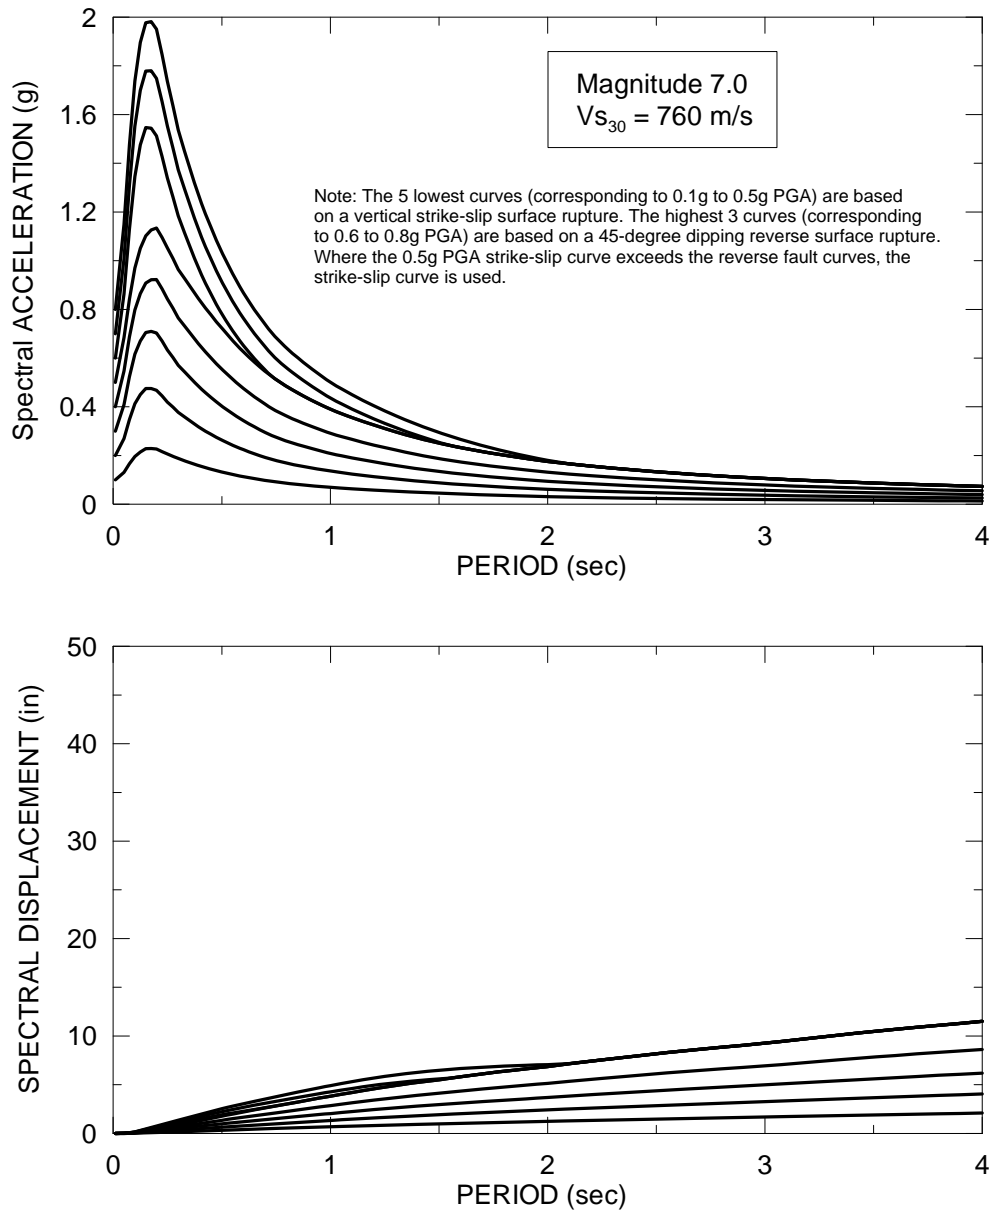 2
1.6
1.2
0.8
0.4
0
Spectral ACCELERATION (g)
Magnitude 7.0
Vs30 = 760 m/s
Note: The 5 lowest curves (corresponding to 0.1g to 0.5g PGA) are based
on a vertical strike-slip surface rupture. The highest 3 curves (corresponding
to 0.6 to 0.8g PGA) are based on a 45-degree dipping reverse surface rupture.
Where the 0.5g PGA strike-slip curve exceeds the reverse fault curves, the
strike-slip curve is used.
0 1 2 3 4
PERIOD (sec)
50
40
30
20
10
0
SPECTRAL DISPLACEMENT (in)
0 1 2 3 4
PERIOD (sec)